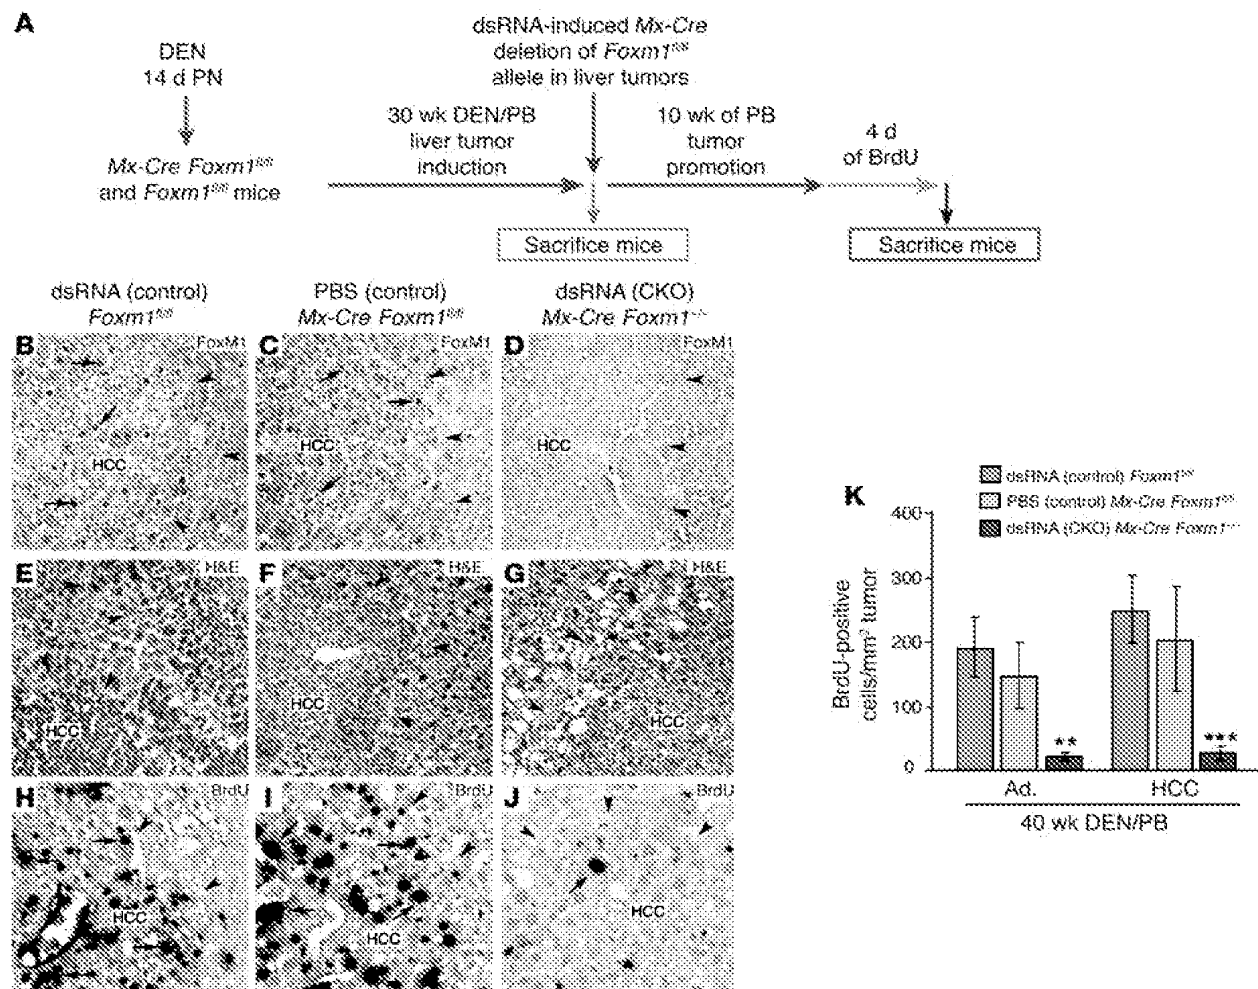 A
DEN
14 d PN
Mx-Cre Foxm1fl/fl
and Foxm1fl/fl mice
30 wk DEN/PB
liver tumor
induction
dsRNA-induced Mx-Cre
deletion of Foxm1fl/fl
allele in liver tumors
10 wk of PB
tumor
promotion
4 d
of BrdU
Sacrifice mice
Sacrifice mice
dsRNA (control)
Foxm1fl/fl
PBS (control)
Mx-Cre Foxm1fl/fl
dsRNA (CKO)
Mx-Cre Foxm1-/-
B FoxM1
HCC
C FoxM1
HCC
D FoxM1
HCC
E H&E
HCC
F H&E
HCC
G H&E
HCC
H BrdU
HCC
I BrdU
HCC
J BrdU
HCC
K
dsRNA (control) Foxm1fl/fl
PBS (control) Mx-Cre Foxm1fl/fl
dsRNA (CKO) Mx-Cre Foxm1-/-
BrdU-positive
cells/mm2 tumor
400
300
200
100
0
**
***
Ad.
HCC
40 wk DEN/PB